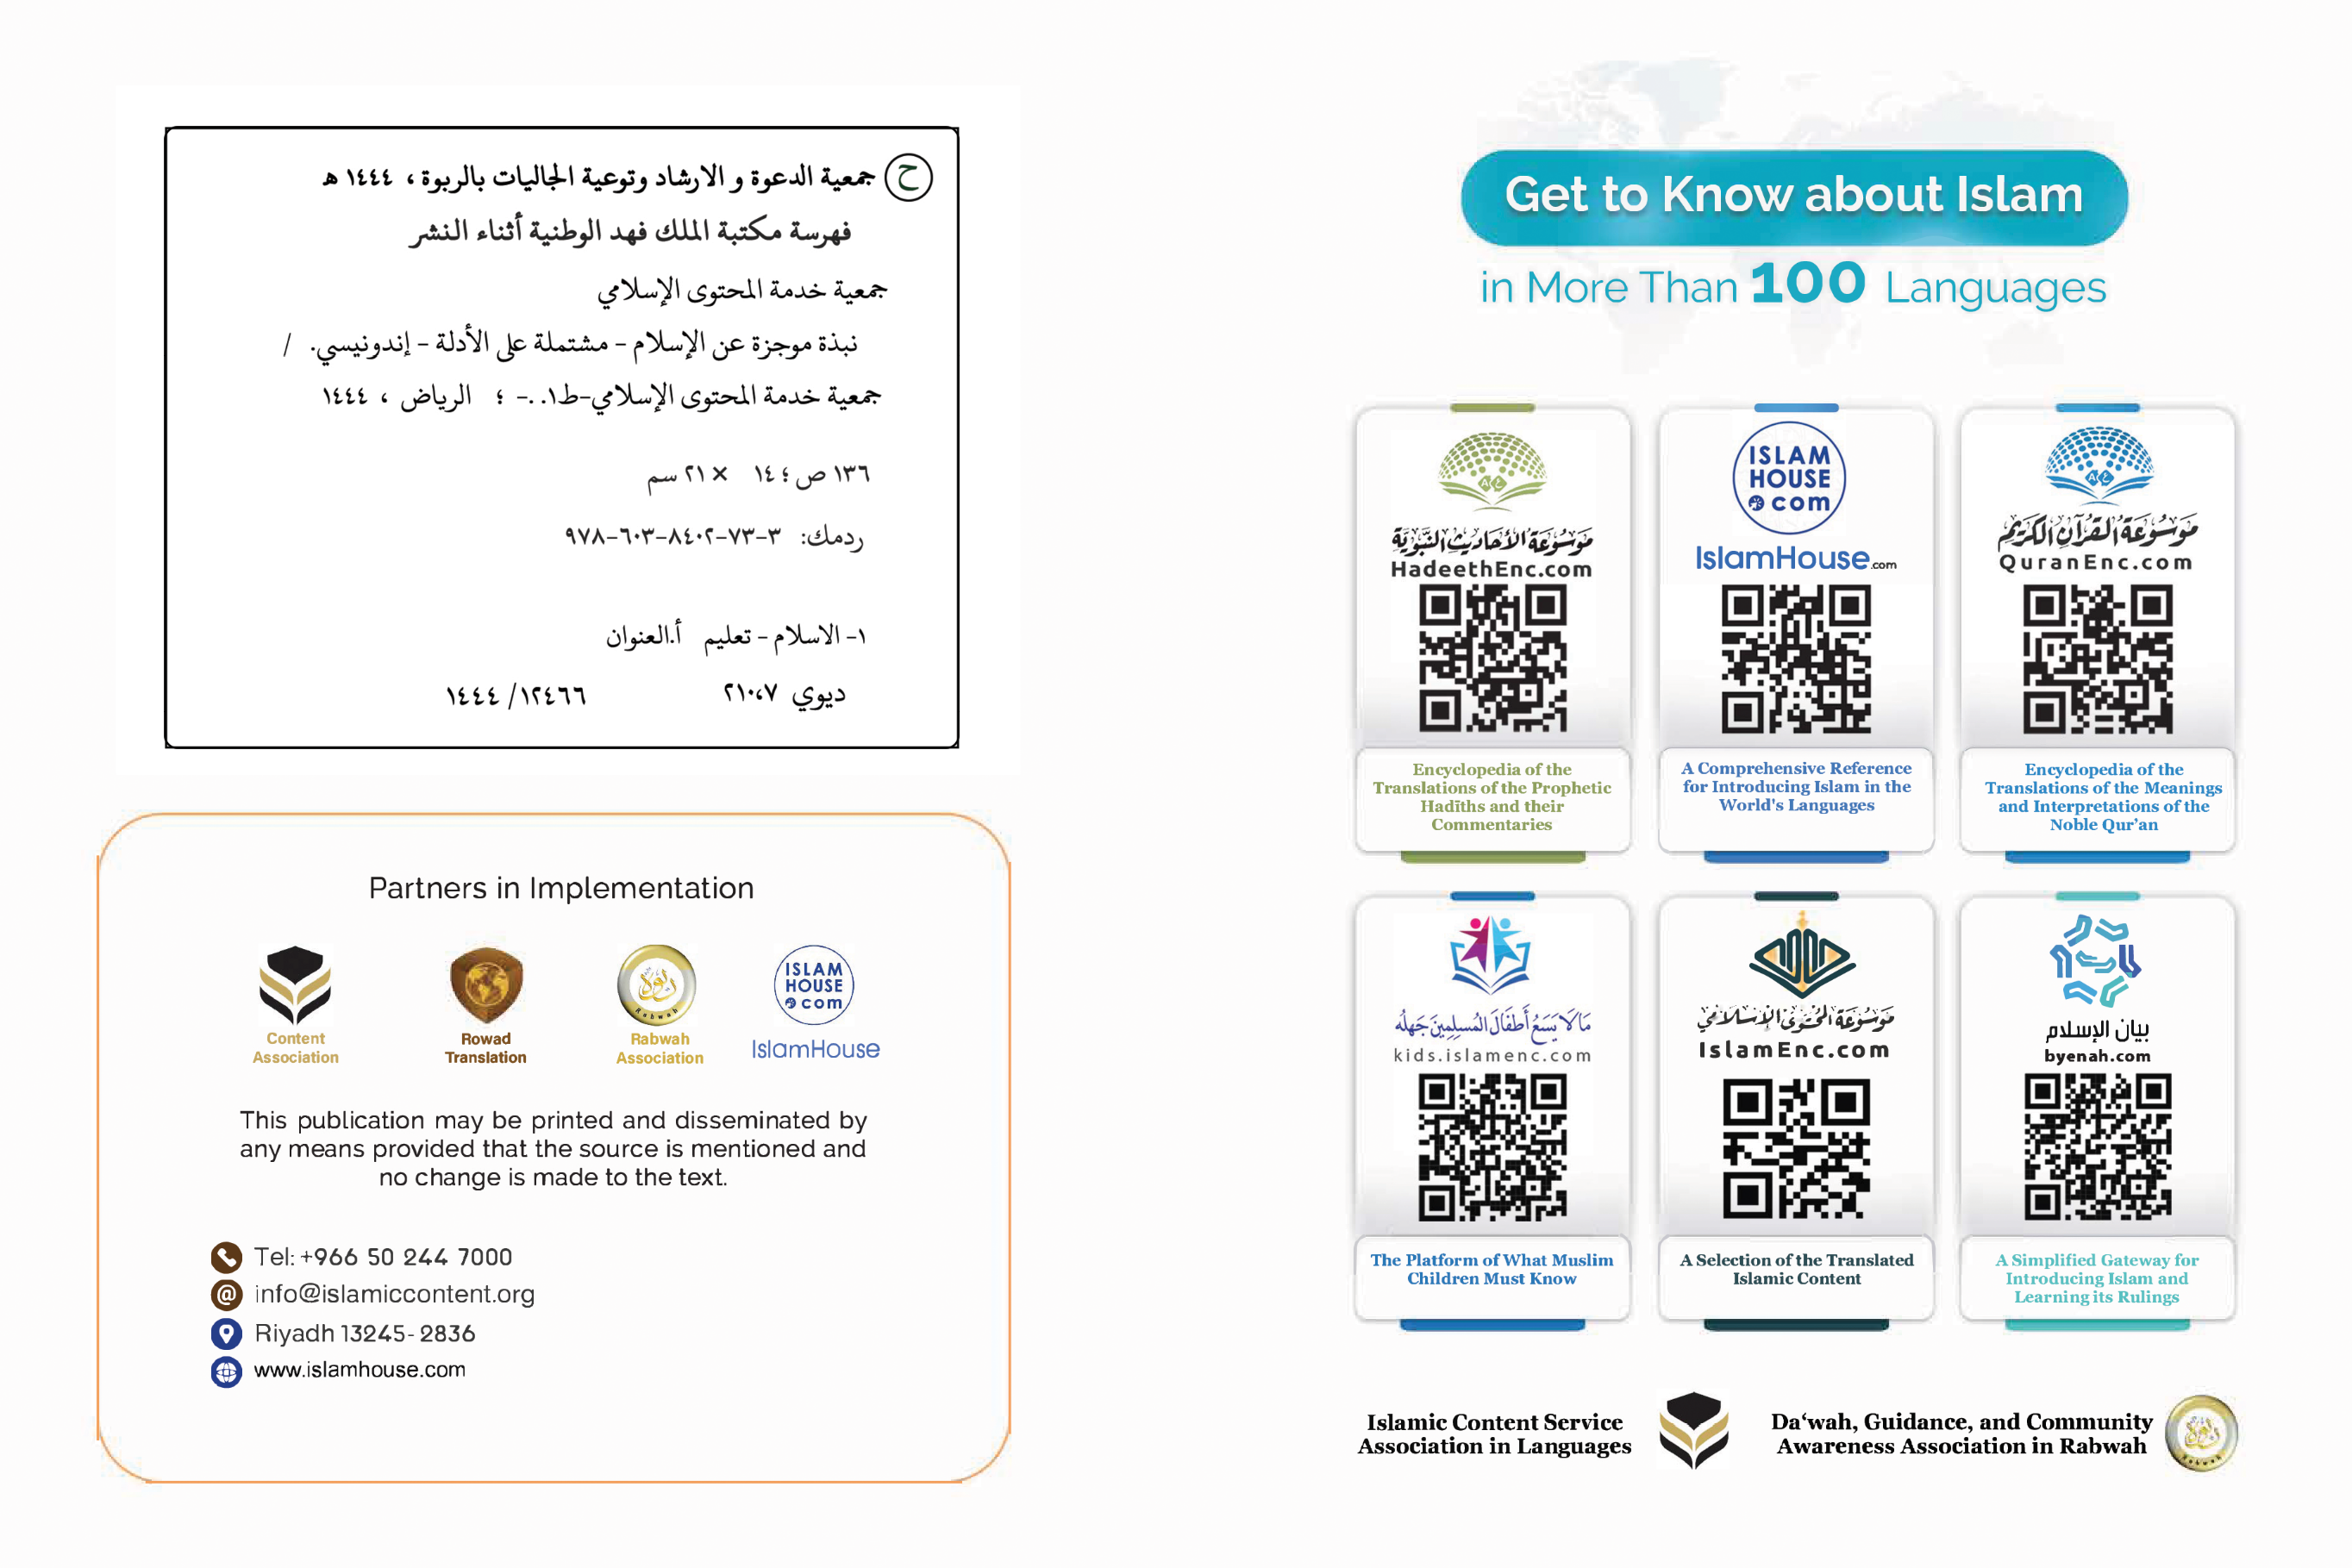 ح جمعية الدعوة و الارشاد وتوعية الجاليات بالربوة ، ١٤٤٤ هـ
فهرسة مكتبة الملك فهد الوطنية أثناء النشر
جمعية خدمة المحتوى الإسلامي
نبذة موجزة عن الإسلام - مشتملة على الأدلة - إندونيسي. /
جمعية خدمة المحتوى الإسلامي-ط١. .- ؛ الرياض ، ١٤٤٤
١٣٦ ص ؛ ١٤ × ٢١ سم
ردمك: ٣-٧٣-٨٤٠٢-٦٠٣-٩٧٨
١- الاسلام - تعليم أ.العنوان
ديوي ٢١٠،٧ ١٢٤٦٦/ ١٤٤٤
Partners in Implementation
Content
Association
Rowad
Translation
Rabwah
Rabwah
Association
ISLAM
HOUSE
com
IslamHouse
This publication may be printed and disseminated by
any means provided that the source is mentioned and
no change is made to the text.
Tel: +966 50 244 7000
info@islamiccontent.org
Riyadh 13245- 2836
www.islamhouse.com
Get to Know about Islam
in More Than 100 Languages
موسوعة الأحاديث النبوية
HadeethEnc.com
Encyclopedia of the
Translations of the Prophetic
Hadīths and their
Commentaries
ISLAM
HOUSE
com
IslamHouse.com
A Comprehensive Reference
for Introducing Islam in the
World's Languages
موسوعة القرآن الكريم
QuranEnc.com
Encyclopedia of the
Translations of the Meanings
and Interpretations of the
Noble Qur’an
مَا لَا يَسَعُ أَطْفَالَ المُسْلِمِينَ جَهْلُه
kids.islamenc.com
The Platform of What Muslim
Children Must Know
موسوعة المحتوى الإسلامي
IslamEnc.com
A Selection of the Translated
Islamic Content
بيان الإسلام
byenah.com
A Simplified Gateway for
Introducing Islam and
Learning its Rulings
Islamic Content Service
Association in Languages
Da‘wah, Guidance, and Community
Awareness Association in Rabwah
Rabwah